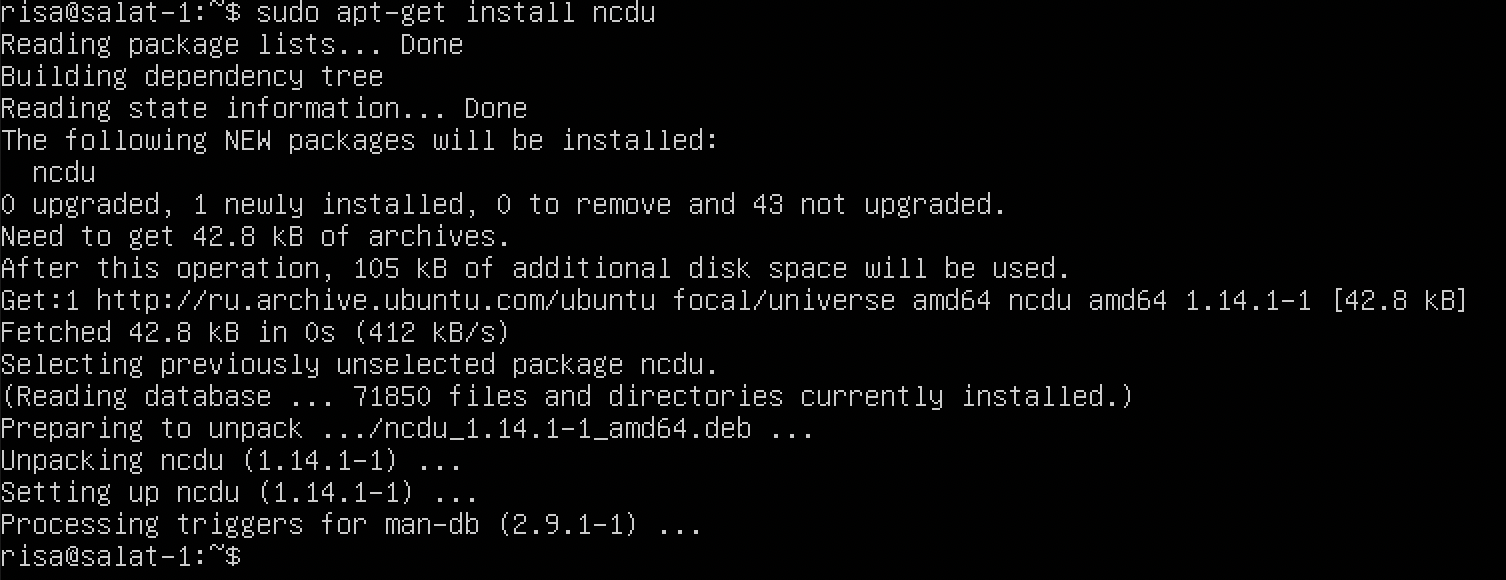 risa@salat-1:~$ sudo apt-get install ncdu
Reading package lists... Done
Building dependency tree
Reading state information... Done
The following NEW packages will be installed:
  ncdu
0 upgraded, 1 newly installed, 0 to remove and 43 not upgraded.
Need to get 42.8 kB of archives.
After this operation, 105 kB of additional disk space will be used.
Get:1 http://ru.archive.ubuntu.com/ubuntu focal/universe amd64 ncdu amd64 1.14.1-1 [42.8 kB]
Fetched 42.8 kB in 0s (412 kB/s)
Selecting previously unselected package ncdu.
(Reading database ... 71850 files and directories currently installed.)
Preparing to unpack .../ncdu_1.14.1-1_amd64.deb ...
Unpacking ncdu (1.14.1-1) ...
Setting up ncdu (1.14.1-1) ...
Processing triggers for man-db (2.9.1-1) ...
risa@salat-1:~$